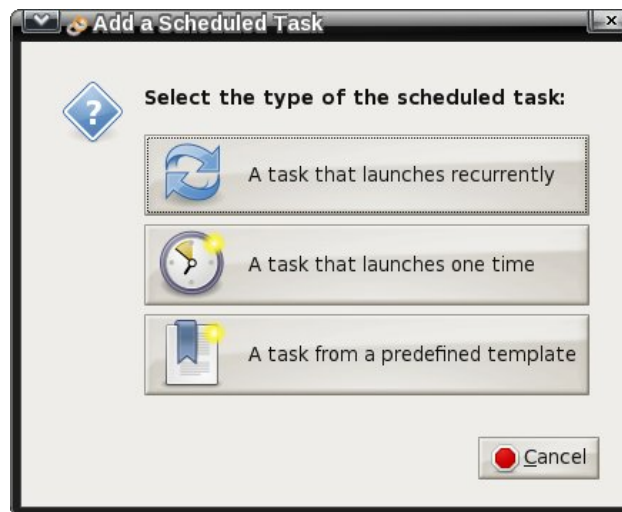 Add a Scheduled Task
Select the type of the scheduled task:
A task that launches recurrently
A task that launches one time
A task from a predefined template
Cancel